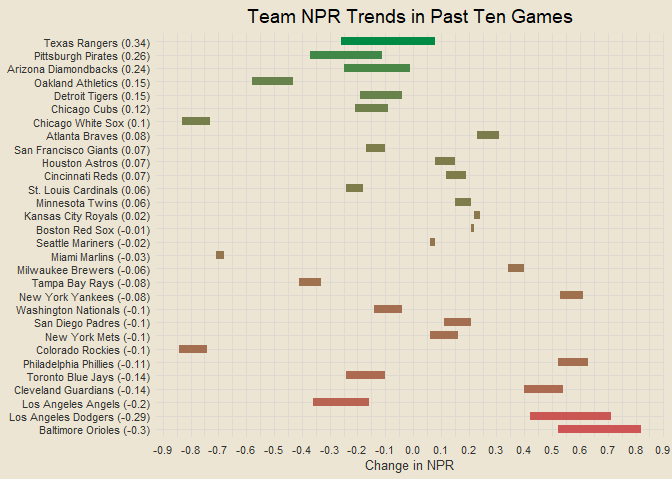 Team NPR Trends in Past Ten Games
Texas Rangers (0.34)
Pittsburgh Pirates (0.26)
Arizona Diamondbacks (0.24)
Oakland Athletics (0.15)
Detroit Tigers (0.15)
Chicago Cubs (0.12)
Chicago White Sox (0.1)
Atlanta Braves (0.08)
San Francisco Giants (0.07)
Houston Astros (0.07)
Cincinnati Reds (0.07)
St. Louis Cardinals (0.06)
Minnesota Twins (0.06)
Kansas City Royals (0.02)
Boston Red Sox (-0.01)
Seattle Mariners (-0.02)
Miami Marlins (-0.03)
Milwaukee Brewers (-0.06)
Tampa Bay Rays (-0.08)
New York Yankees (-0.08)
Washington Nationals (-0.1)
San Diego Padres (-0.1)
New York Mets (-0.1)
Colorado Rockies (-0.1)
Philadelphia Phillies (-0.11)
Toronto Blue Jays (-0.14)
Cleveland Guardians (-0.14)
Los Angeles Angels (-0.2)
Los Angeles Dodgers (-0.29)
Baltimore Orioles (-0.3)
-0.9 -0.8 -0.7 -0.6 -0.5 -0.4 -0.3 -0.2 -0.1 0.0 0.1 0.2 0.3 0.4 0.5 0.6 0.7 0.8 0.9
Change in NPR